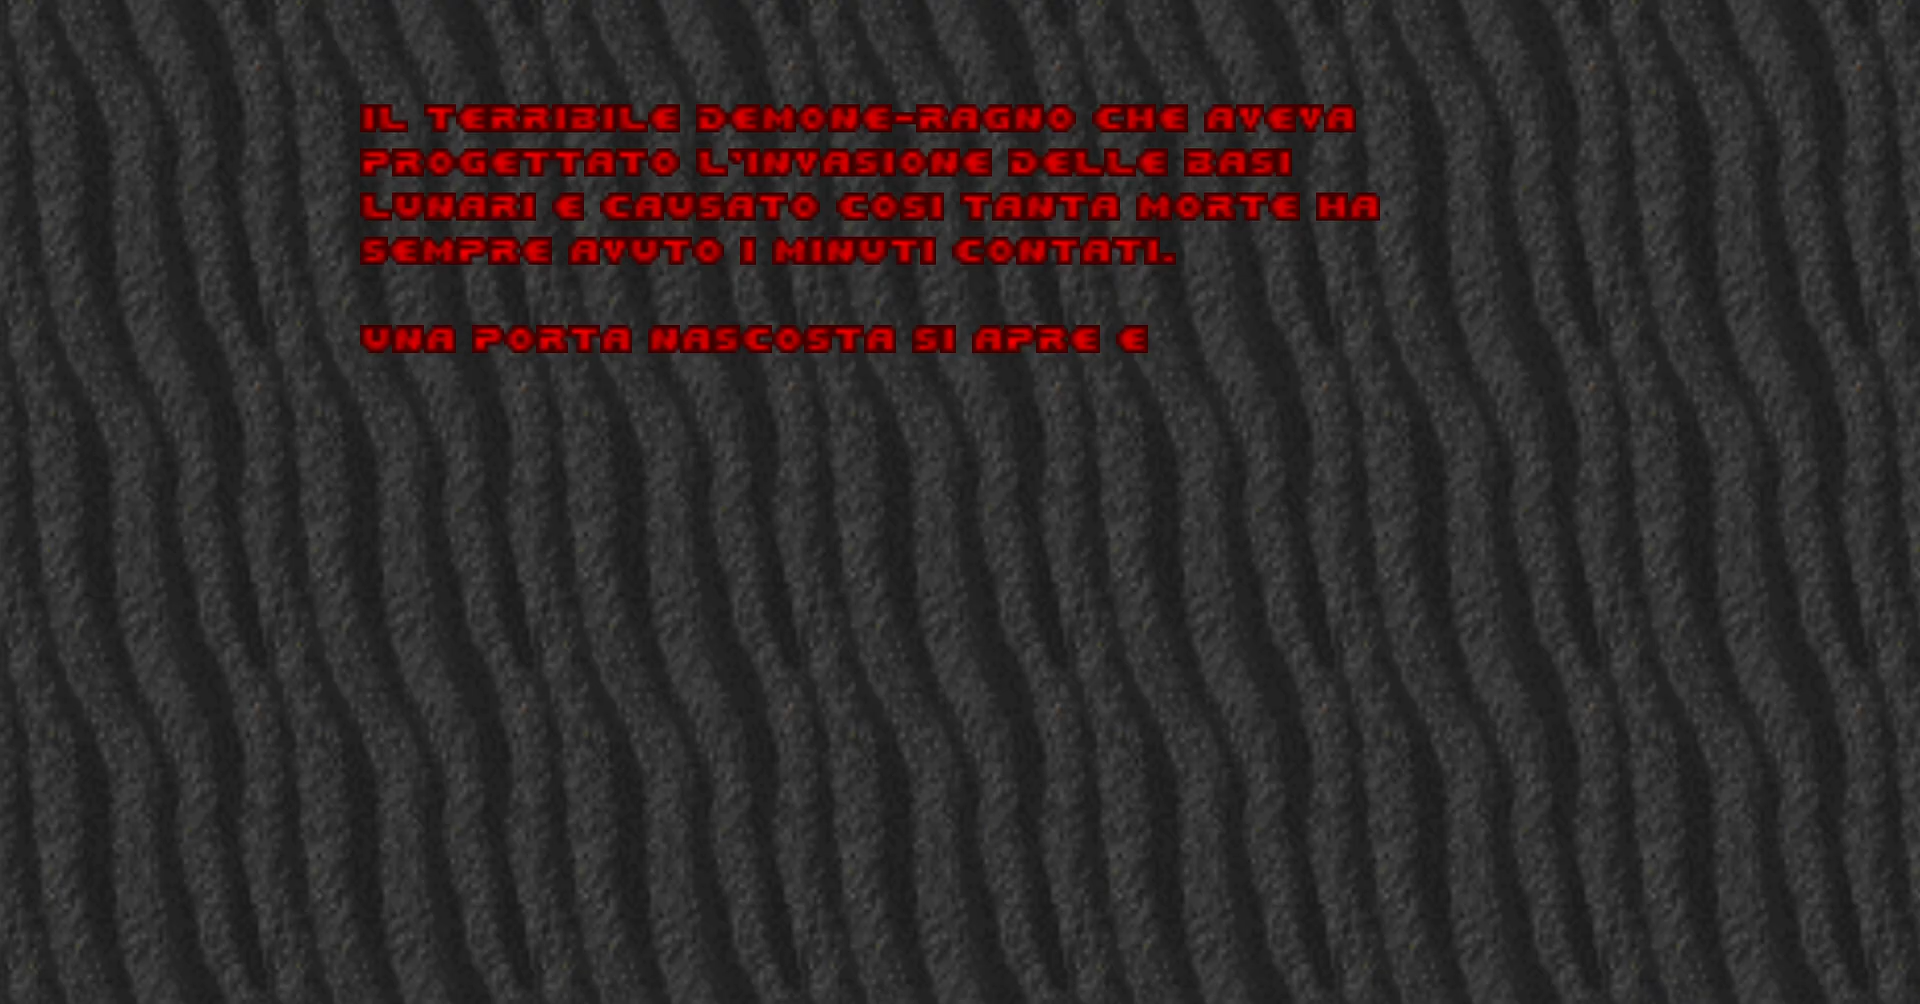 IL TERRIBILE DEMONE-RAGNO CHE AVEVA
PROGETTATO L'INVASIONE DELLE BASI
LUNARI E CAUSATO COSI TANTA MORTE HA
SEMPRE AVUTO I MINUTI CONTATI.
UNA PORTA NASCOSTA SI APRE E